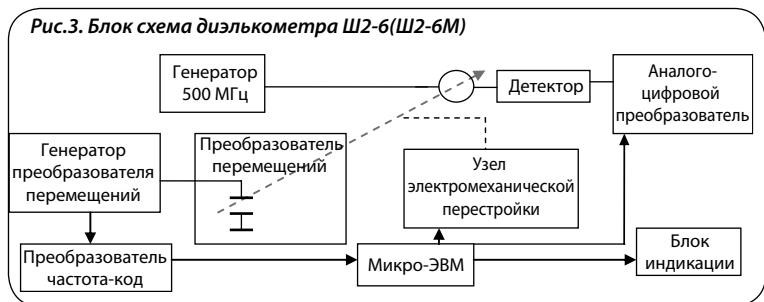 Рис.3. Блок схема диэлькометра Ш2-6(Ш2-6М)
Генератор
500 МГц
Детектор
Аналого-
цифровой
преобразователь
Генератор
преобразователя
перемещений
Преобразователь
перемещений
Узел
электромеханической
перестройки
Преобразователь
частота-код
Микро-ЭВМ
Блок
индикации